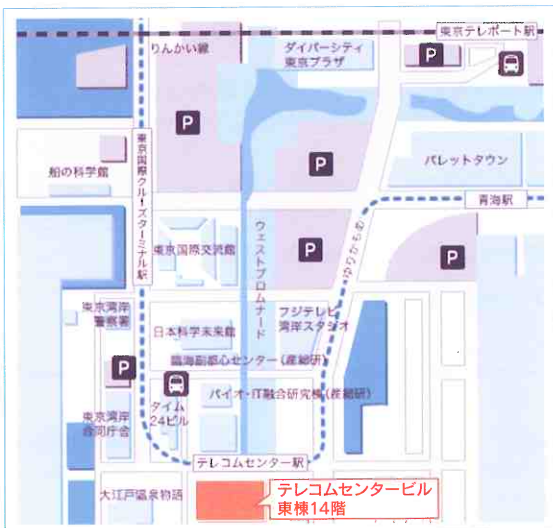 東京テレポート駅
りんかい線
ダイバーシティ
東京プラザ
P
P
P
船の科学館
東京国際クルーズターミナル駅
パレットタウン
青海駅
ウェストプロムナード
ゆりかもめ
東京国際交流館
P
P
東京湾岸
警察署
日本科学未来館
フジテレビ
湾岸スタジオ
臨海副都心センター(産総研)
P
バイオ・IT融合研究棟(産総研)
タイム
24ビル
東京湾岸
合同庁舎
テレコムセンター駅
大江戸温泉物語
テレコムセンタービル
東棟14階